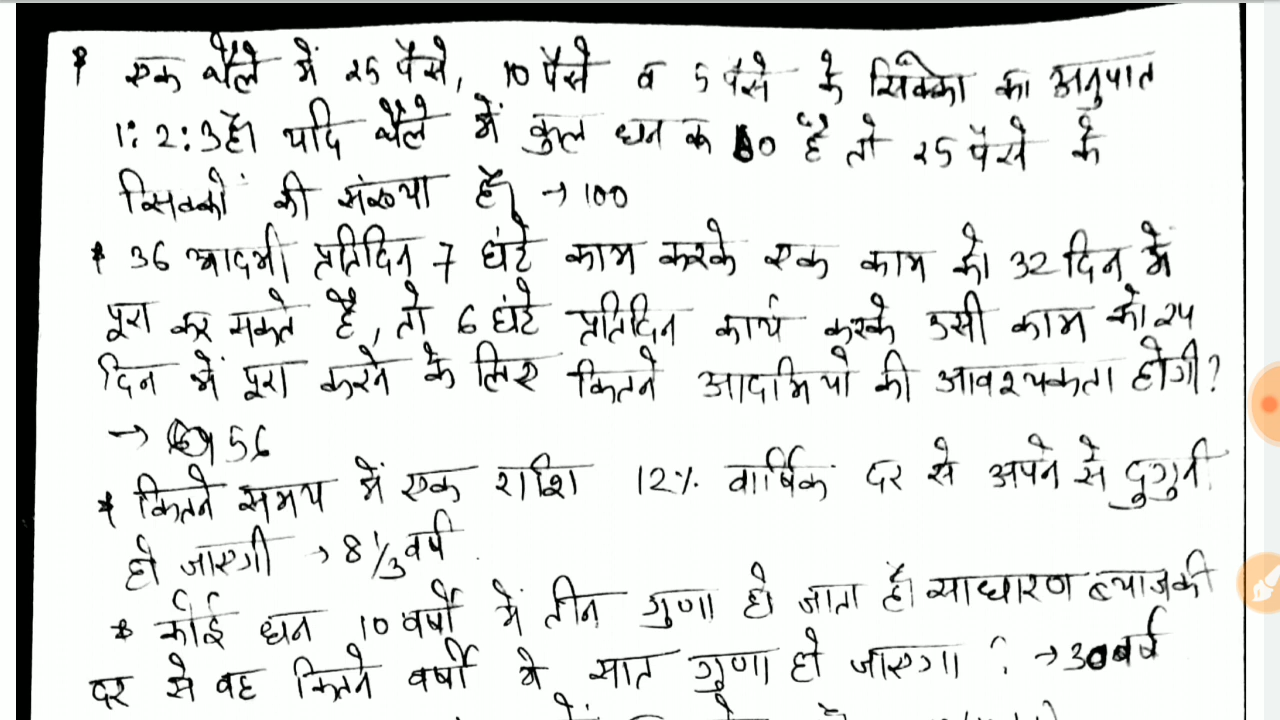 * एक थैले में 25 पैसे, 10 पैसे व 5 पैसे के सिक्को का अनुपात
1:2:3 है। यदि थैले में कुल धन रू 60 है तो 25 पैसे के
सिक्कों की संख्या है। → 100
* 36 आदमी प्रतिदिन 7 घंटे काम करके एक काम को 32 दिन में
पूरा कर सकते है, तो 6 घंटे प्रतिदिन कार्य करके उसी काम को 24
दिन में पूरा करने के लिए कितने आदमियो की आवश्यकता होगी?
→ 56
* कितने समय में एक राशि 12% वार्षिक दर से अपने से दुगुनी
हो जाएगी → 8 1/3 वर्ष
* कोई धन 10 वर्षो में तीन गुणा हो जाता है। साधारण ब्याज की
दर से वह कितने वर्षो मे सात गुणा हो जाएगा ? → 30 वर्ष